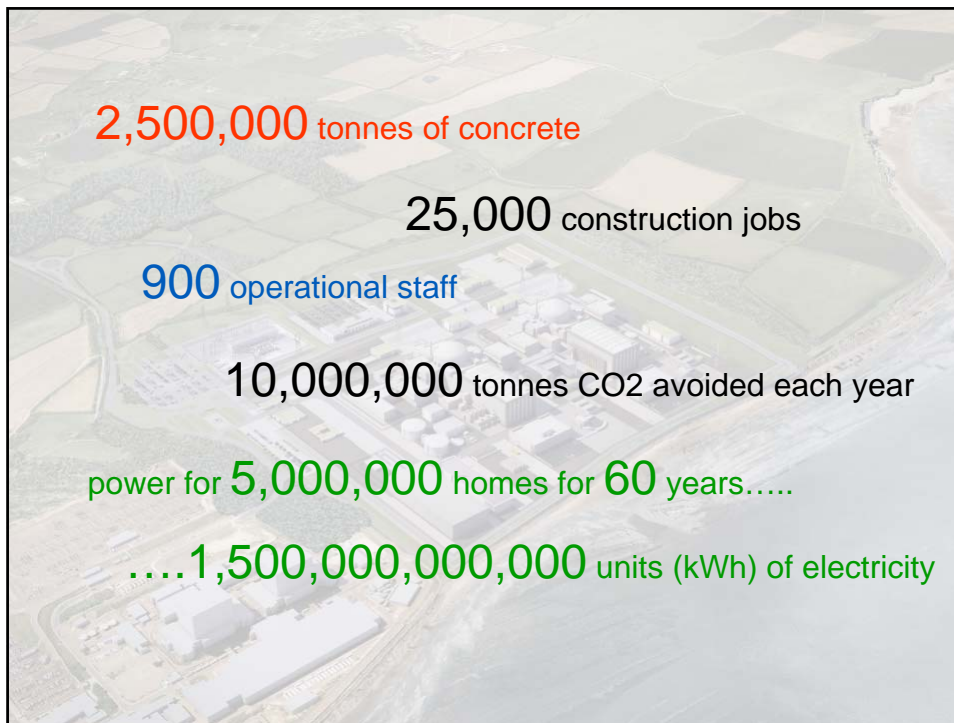 2,500,000 tonnes of concrete
25,000 construction jobs
900 operational staff
10,000,000 tonnes CO2 avoided each year
power for 5,000,000 homes for 60 years…..
….1,500,000,000,000 units (kWh) of electricity